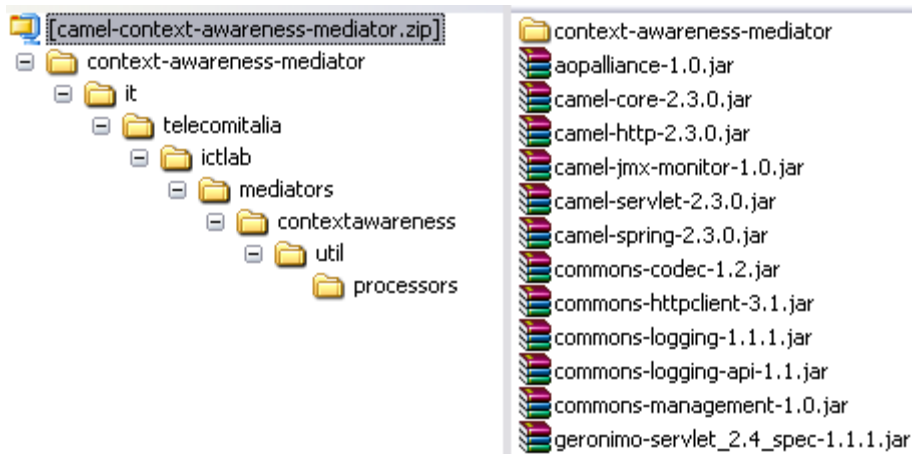 [camel-context-awareness-mediator.zip]
context-awareness-mediator
it
telecomitalia
ictlab
mediators
contextawareness
util
processors
context-awareness-mediator
aopalliance-1.0.jar
camel-core-2.3.0.jar
camel-http-2.3.0.jar
camel-jmx-monitor-1.0.jar
camel-servlet-2.3.0.jar
camel-spring-2.3.0.jar
commons-codec-1.2.jar
commons-httpclient-3.1.jar
commons-logging-1.1.1.jar
commons-logging-api-1.1.jar
commons-management-1.0.jar
geronimo-servlet_2.4_spec-1.1.1.jar